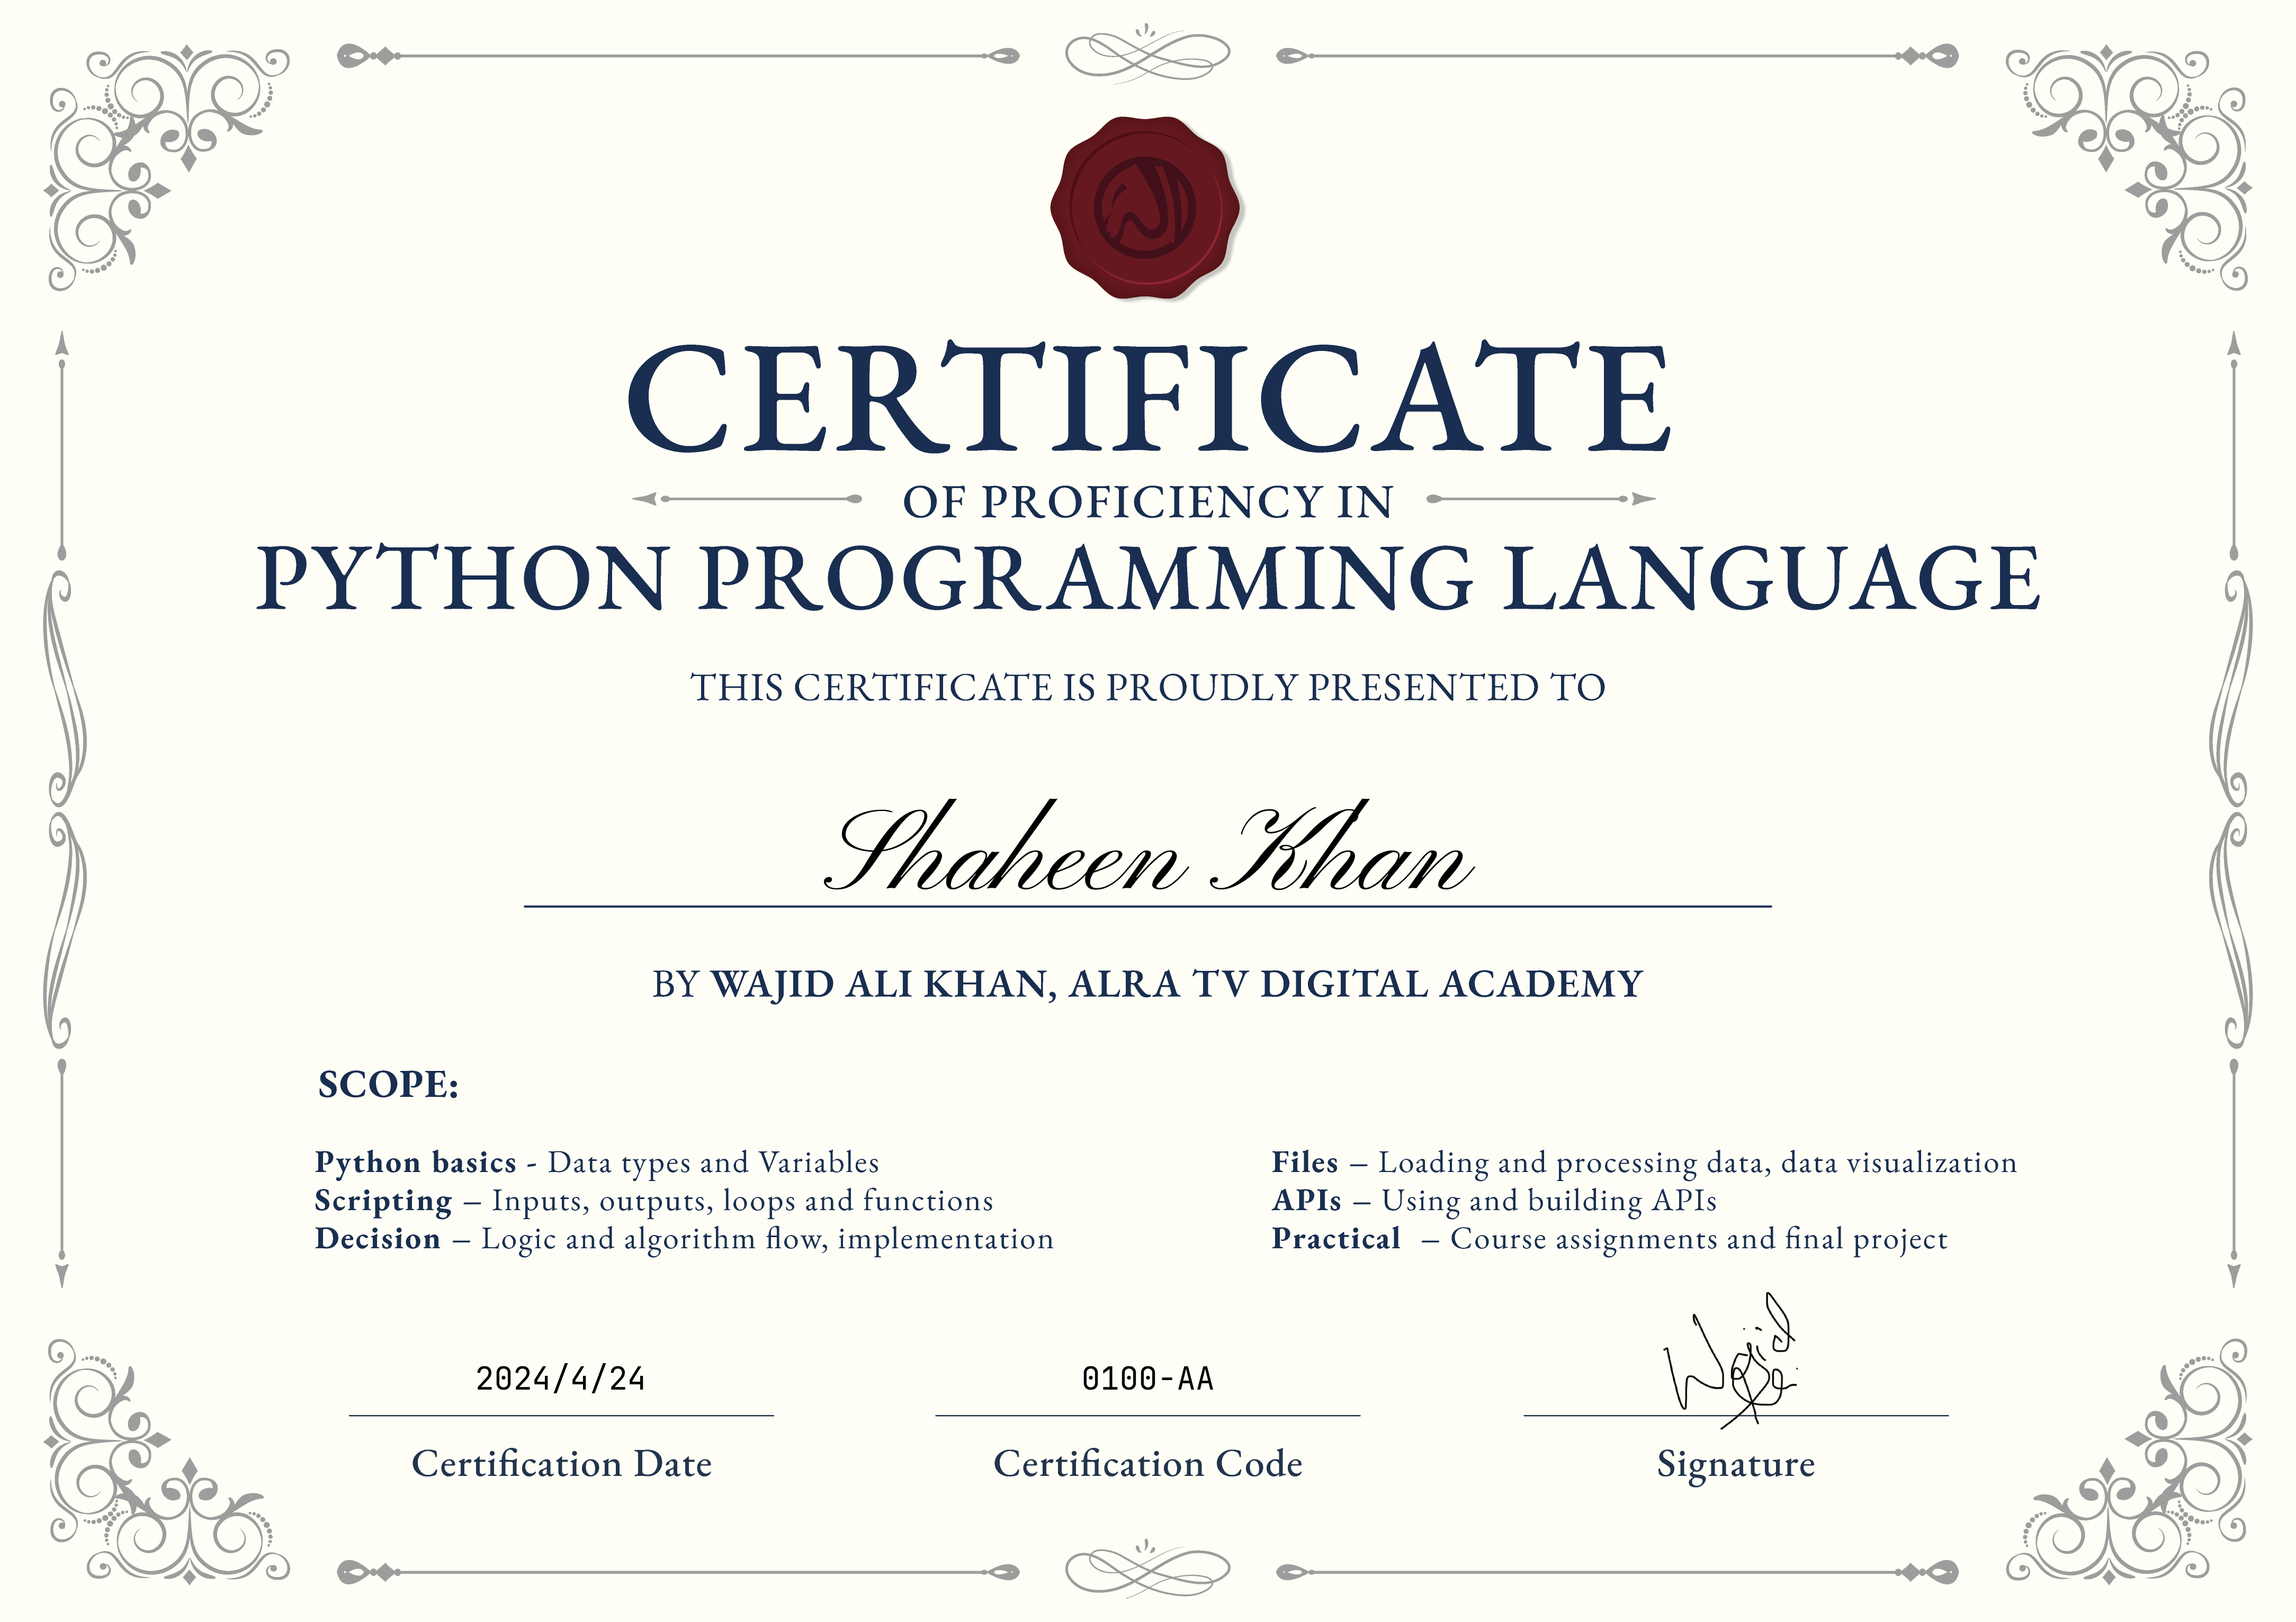 CERTIFICATE
OF PROFICIENCY IN
PYTHON PROGRAMMING LANGUAGE
THIS CERTIFICATE IS PROUDLY PRESENTED TO
Shaheen Khan
BY WAJID ALI KHAN, ALRA TV DIGITAL ACADEMY
SCOPE:
Python basics - Data types and Variables
Scripting – Inputs, outputs, loops and functions
Decision – Logic and algorithm flow, implementation
Files – Loading and processing data, data visualization
APIs – Using and building APIs
Practical – Course assignments and final project
2024/4/24
Certification Date
0100-AA
Certification Code
Wajid
Signature